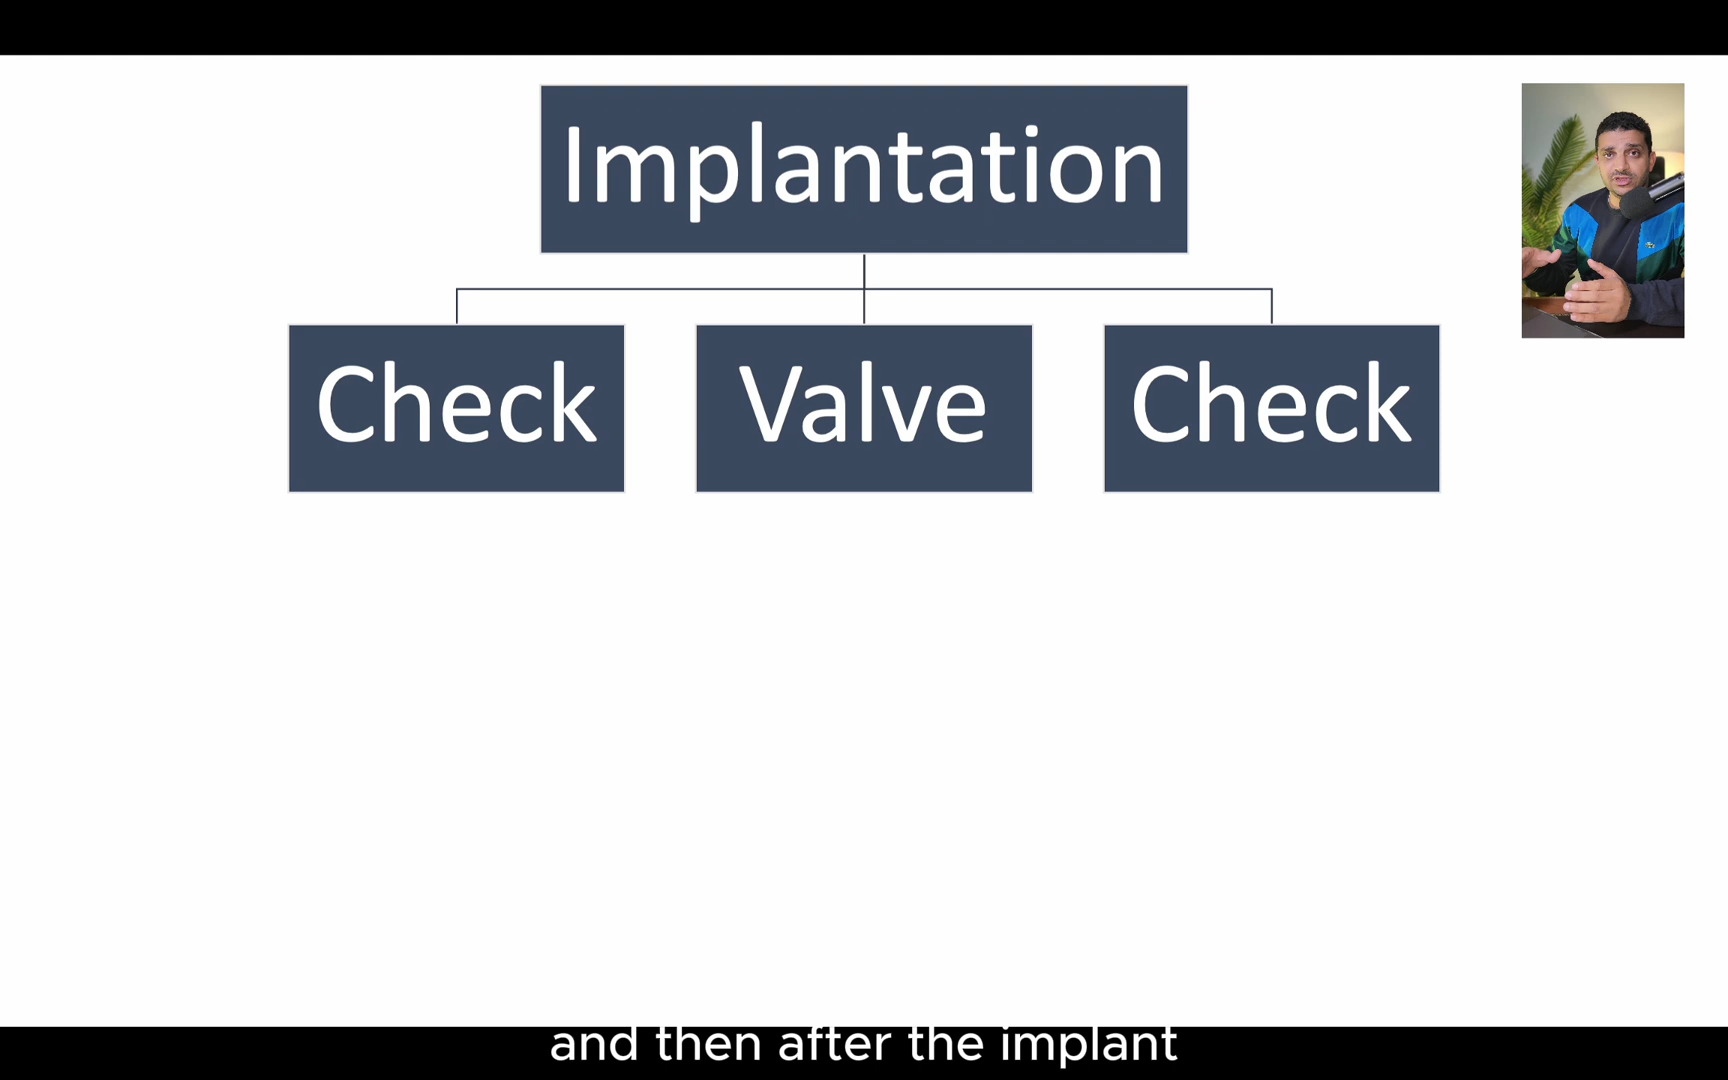 Implantation
Check
Valve
Check
and then after the implant